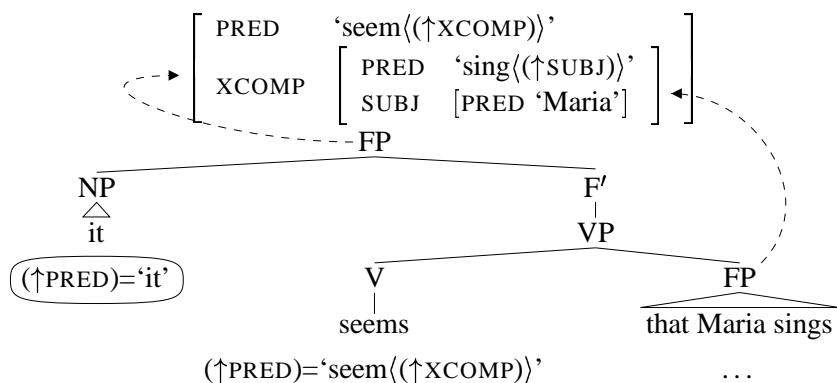 PRED ‘seem⟨(↑XCOMP)⟩’
XCOMP
PRED ‘sing⟨(↑SUBJ)⟩’
SUBJ [PRED ‘Maria’]
FP
NP F′
it VP
(↑PRED)=‘it’ V FP
seems that Maria sings
(↑PRED)=‘seem⟨(↑XCOMP)⟩’ ...